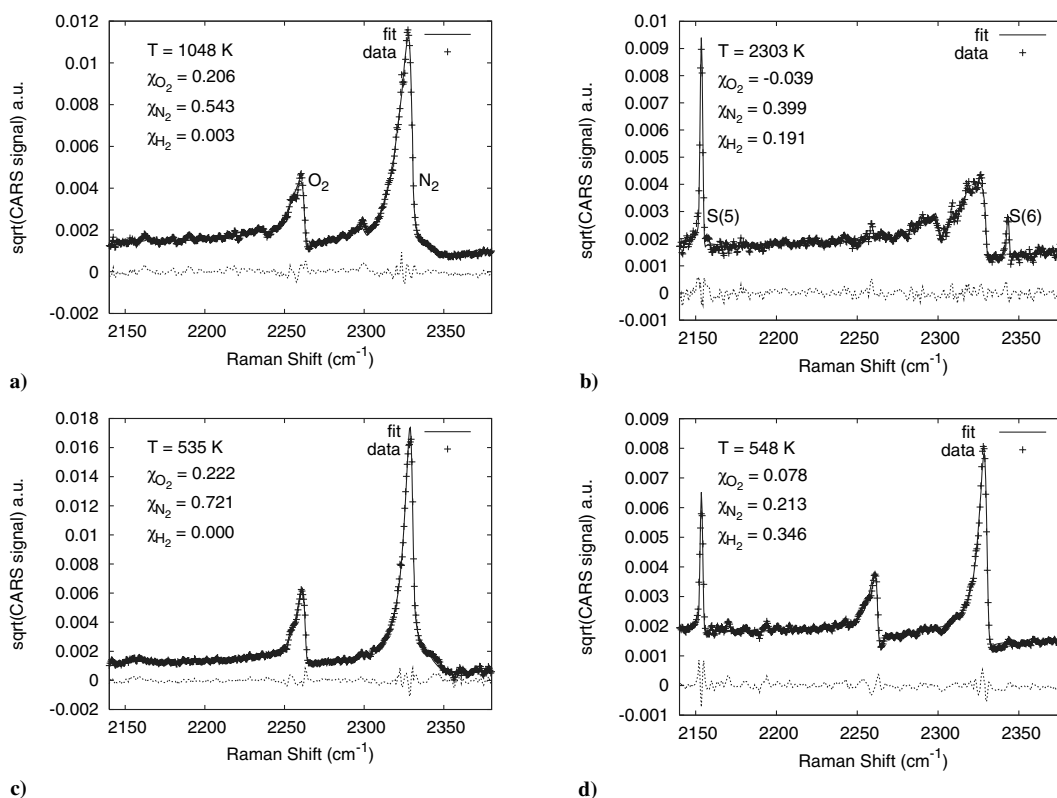 0.012
0.01
0.008
0.006
0.004
0.002
0
-0.002
sqrt(CARS signal) a.u.
fit
data
T = 1048 K
χO2 = 0.206
χN2 = 0.543
χH2 = 0.003
O2
N2
2150 2200 2250 2300 2350
Raman Shift (cm-1)
a)
0.01
0.009
0.008
0.007
0.006
0.005
0.004
0.003
0.002
0.001
0
-0.001
sqrt(CARS signal) a.u.
fit
data
T = 2303 K
χO2 = -0.039
χN2 = 0.399
χH2 = 0.191
S(5)
S(6)
2150 2200 2250 2300 2350
Raman Shift (cm-1)
b)
0.018
0.016
0.014
0.012
0.01
0.008
0.006
0.004
0.002
0
-0.002
sqrt(CARS signal) a.u.
fit
data
T = 535 K
χO2 = 0.222
χN2 = 0.721
χH2 = 0.000
2150 2200 2250 2300 2350
Raman Shift (cm-1)
c)
0.009
0.008
0.007
0.006
0.005
0.004
0.003
0.002
0.001
0
-0.001
sqrt(CARS signal) a.u.
fit
data
T = 548 K
χO2 = 0.078
χN2 = 0.213
χH2 = 0.346
2150 2200 2250 2300 2350
Raman Shift (cm-1)
d)